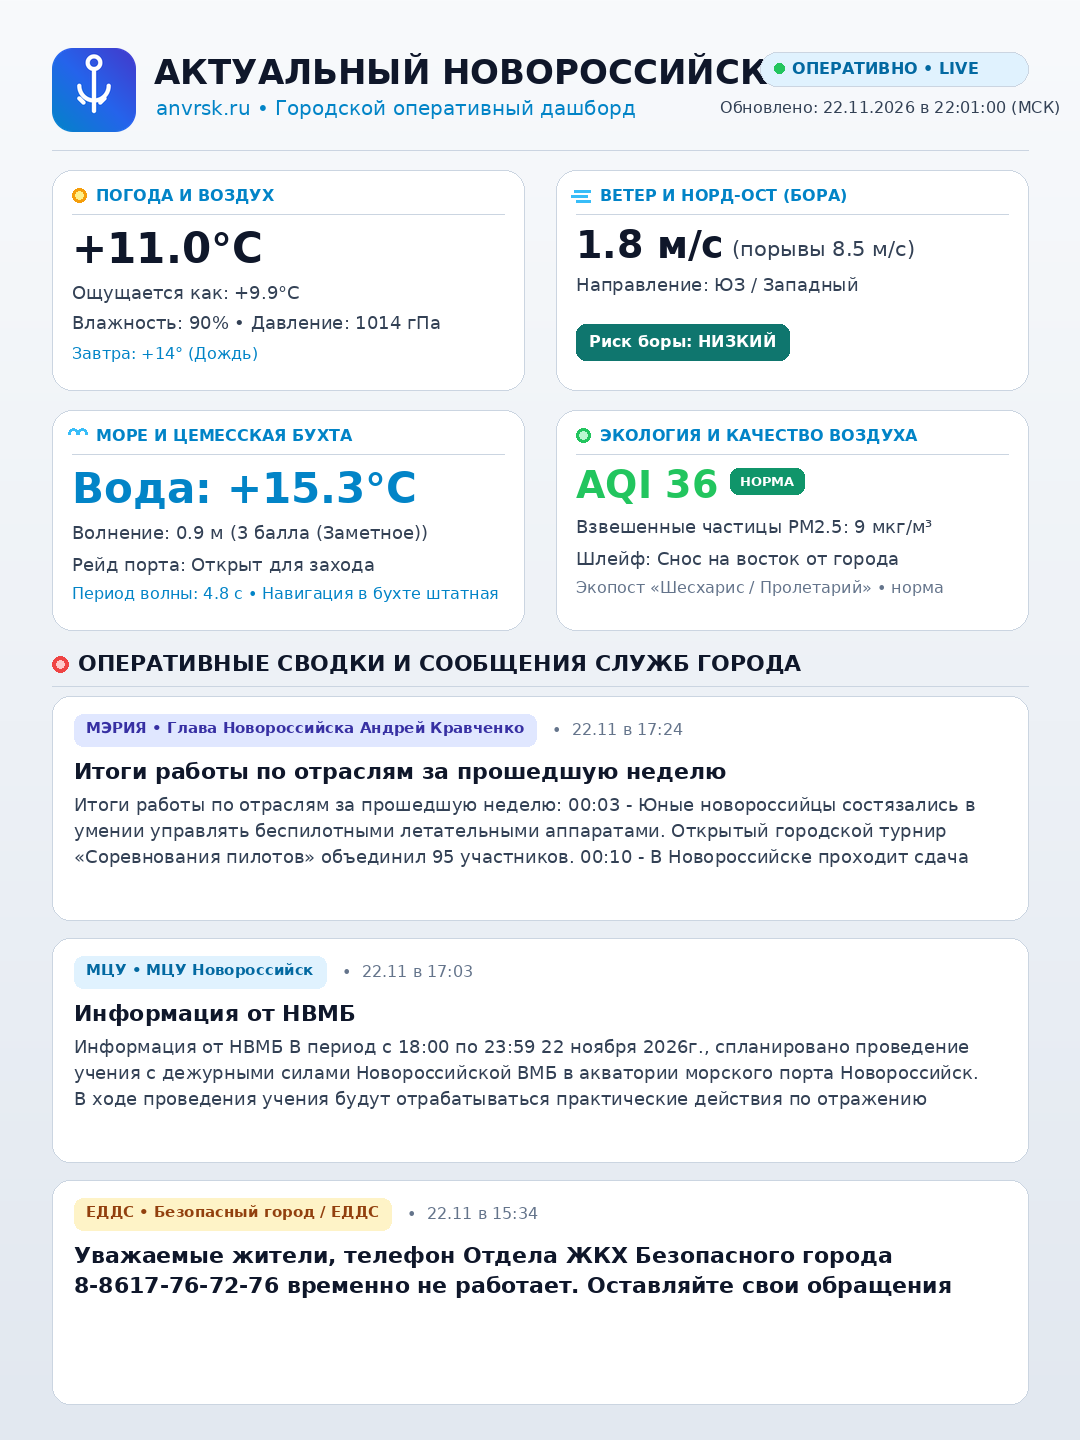 АКТУАЛЬНЫЙ НОВОРОССИЙСК
ОПЕРАТИВНО • LIVE
anvrsk.ru • Городской оперативный дашборд
Обновлено: 22.11.2026 в 22:01:00 (МСК)
ПОГОДА И ВОЗДУХ
+11.0°C
Ощущается как: +9.9°C
Влажность: 90% • Давление: 1014 гПа
Завтра: +14° (Дождь)
ВЕТЕР И НОРД-ОСТ (БОРА)
1.8 м/с (порывы 8.5 м/с)
Направление: ЮЗ / Западный
Риск боры: НИЗКИЙ
МОРЕ И ЦЕМЕССКАЯ БУХТА
Вода: +15.3°C
Волнение: 0.9 м (3 балла (Заметное))
Рейд порта: Открыт для захода
Период волны: 4.8 с • Навигация в бухте штатная
ЭКОЛОГИЯ И КАЧЕСТВО ВОЗДУХА
AQI 36 НОРМА
Взвешенные частицы PM2.5: 9 мкг/м³
Шлейф: Снос на восток от города
Экопост «Шесхарис / Пролетарий» • норма
ОПЕРАТИВНЫЕ СВОДКИ И СООБЩЕНИЯ СЛУЖБ ГОРОДА
МЭРИЯ • Глава Новороссийска Андрей Кравченко • 22.11 в 17:24
Итоги работы по отраслям за прошедшую неделю
Итоги работы по отраслям за прошедшую неделю: 00:03 - Юные новороссийцы состязались в
умении управлять беспилотными летательными аппаратами. Открытый городской турнир
«Соревнования пилотов» объединил 95 участников. 00:10 - В Новороссийске проходит сдача
МЦУ • МЦУ Новороссийск • 22.11 в 17:03
Информация от НВМБ
Информация от НВМБ В период с 18:00 по 23:59 22 ноября 2026г., спланировано проведение
учения с дежурными силами Новороссийской ВМБ в акватории морского порта Новороссийск.
В ходе проведения учения будут отрабатываться практические действия по отражению
ЕДДС • Безопасный город / ЕДДС • 22.11 в 15:34
Уважаемые жители, телефон Отдела ЖКХ Безопасного города
8-8617-76-72-76 временно не работает. Оставляйте свои обращения